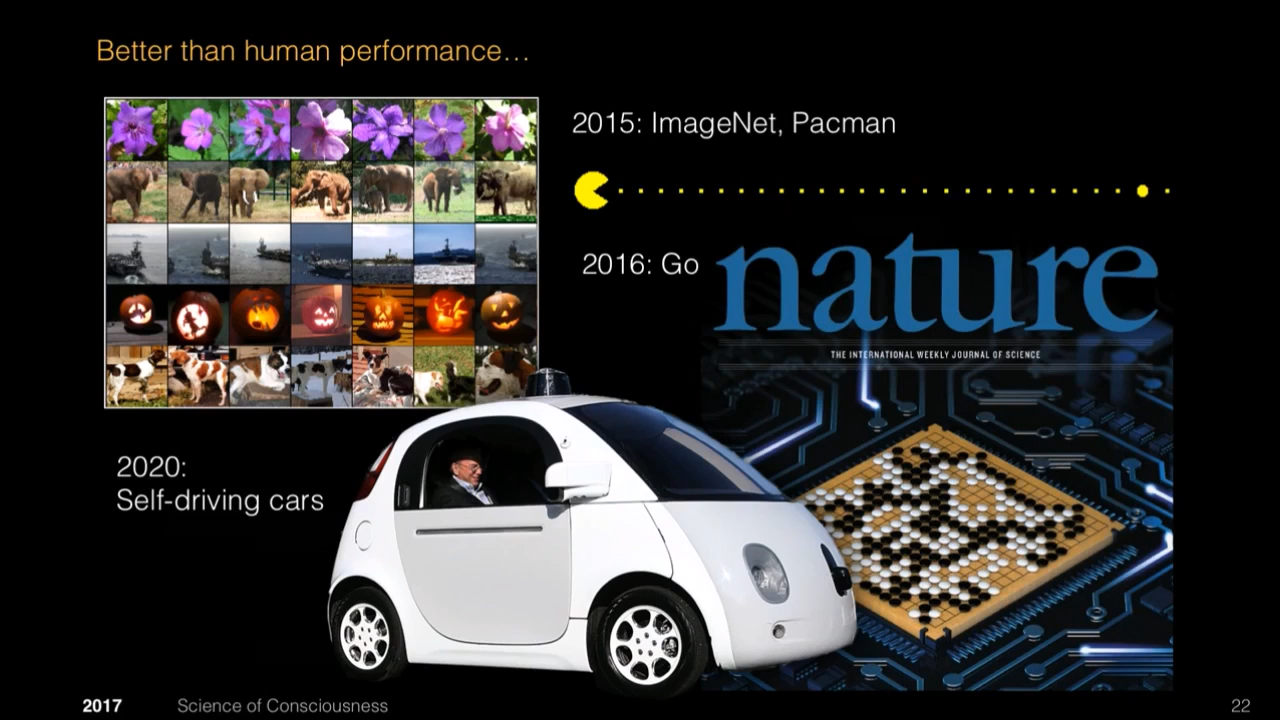 Better than human performance…
2015: ImageNet, Pacman
2016: Go
nature
THE INTERNATIONAL WEEKLY JOURNAL OF SCIENCE
2020:
Self-driving cars
2017 Science of Consciousness 22